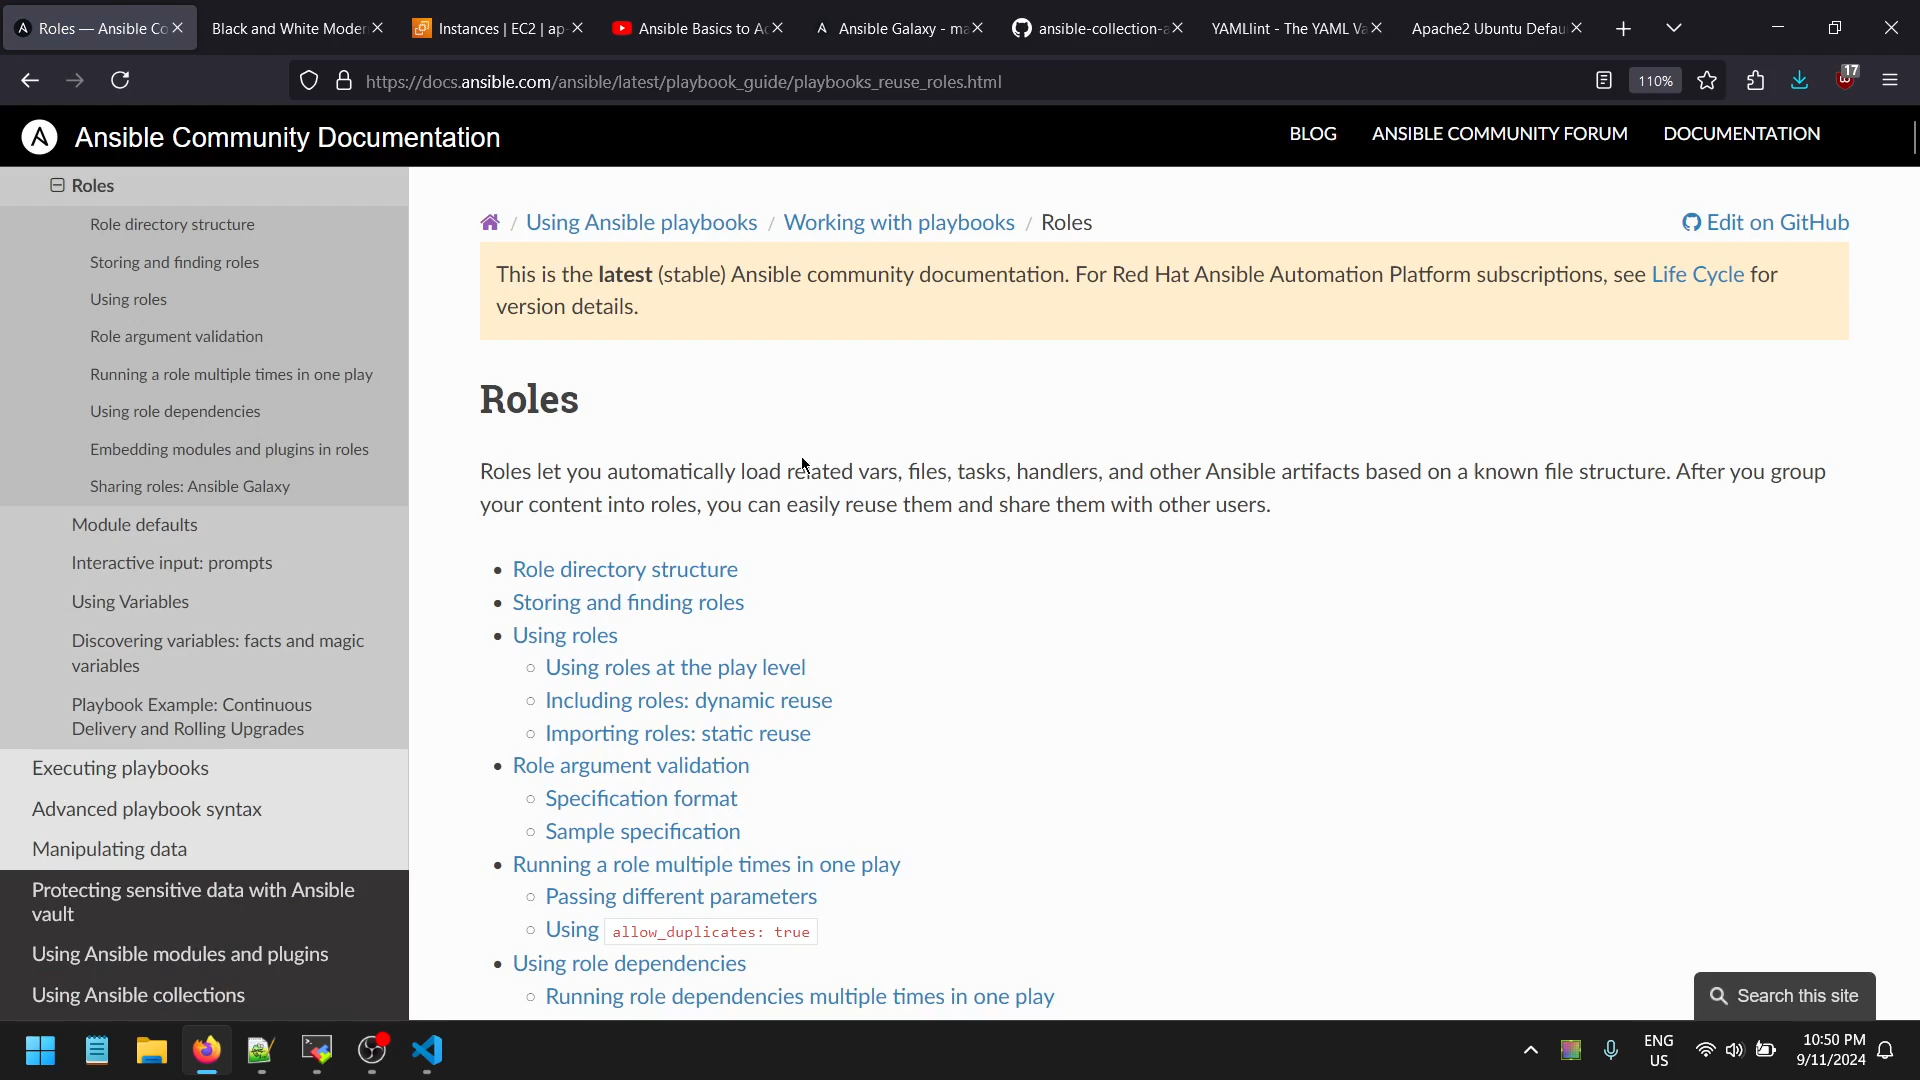 Roles — Ansible Co
Black and White Moder
Instances | EC2 | ap-
Ansible Basics to Ac
Ansible Galaxy - ma
ansible-collection-a
YAMLlint - The YAML Va
Apache2 Ubuntu Defau
https://docs.ansible.com/ansible/latest/playbook_guide/playbooks_reuse_roles.html
110%
17
Ansible Community Documentation
BLOG
ANSIBLE COMMUNITY FORUM
DOCUMENTATION
Roles
Role directory structure
Storing and finding roles
Using roles
Role argument validation
Running a role multiple times in one play
Using role dependencies
Embedding modules and plugins in roles
Sharing roles: Ansible Galaxy
Module defaults
Interactive input: prompts
Using Variables
Discovering variables: facts and magic
variables
Playbook Example: Continuous
Delivery and Rolling Upgrades
Executing playbooks
Advanced playbook syntax
Manipulating data
Protecting sensitive data with Ansible
vault
Using Ansible modules and plugins
Using Ansible collections
/ Using Ansible playbooks / Working with playbooks / Roles
Edit on GitHub
This is the latest (stable) Ansible community documentation. For Red Hat Ansible Automation Platform subscriptions, see Life Cycle for
version details.
Roles
Roles let you automatically load related vars, files, tasks, handlers, and other Ansible artifacts based on a known file structure. After you group
your content into roles, you can easily reuse them and share them with other users.
• Role directory structure
• Storing and finding roles
• Using roles
◦ Using roles at the play level
◦ Including roles: dynamic reuse
◦ Importing roles: static reuse
• Role argument validation
◦ Specification format
◦ Sample specification
• Running a role multiple times in one play
◦ Passing different parameters
◦ Using allow_duplicates: true
• Using role dependencies
◦ Running role dependencies multiple times in one play
Search this site
ENG
US
10:50 PM
9/11/2024